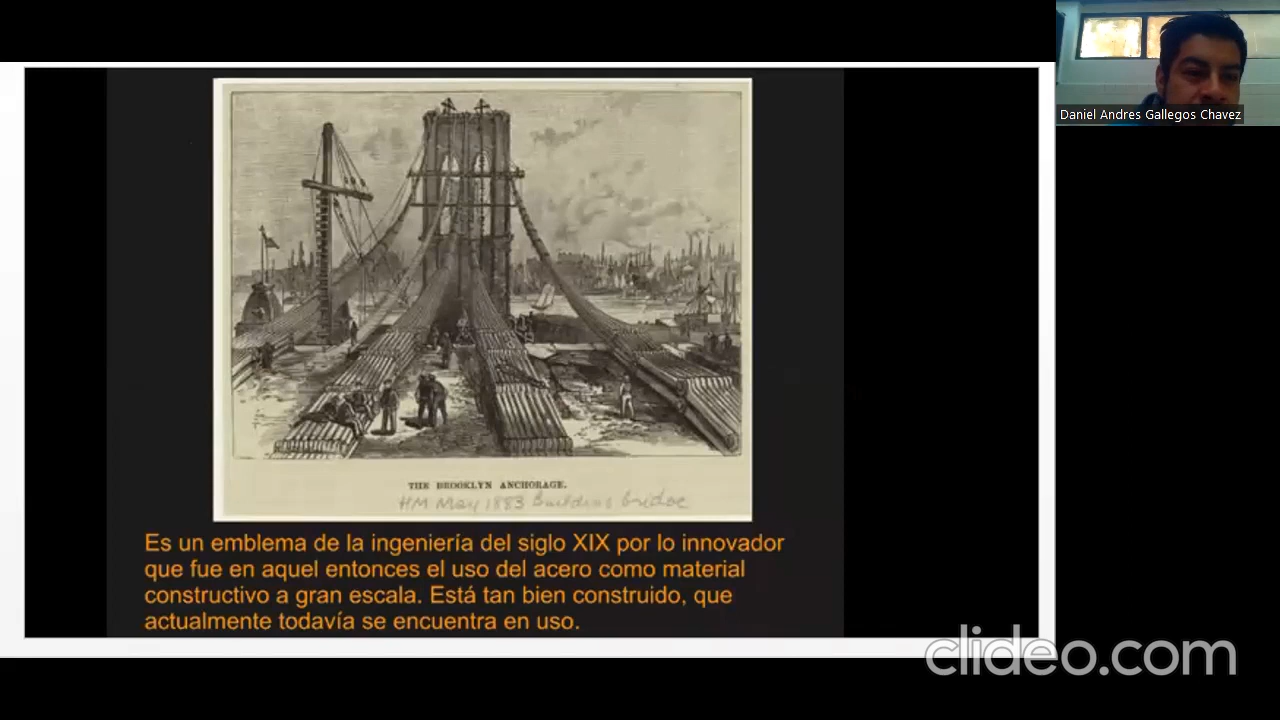 Daniel Andres Gallegos Chavez
THE BROOKLYN ANCHORAGE.
HM May 1883 Building bridge
Es un emblema de la ingeniería del siglo XIX por lo innovador
que fue en aquel entonces el uso del acero como material
constructivo a gran escala. Está tan bien construido, que
actualmente todavía se encuentra en uso.
clideo.com